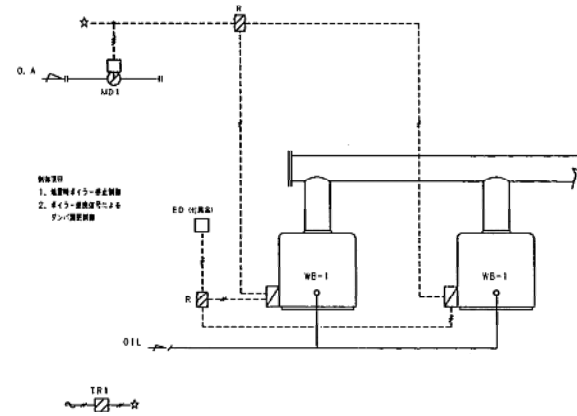 R
O.A
MD1
制御項目
1. 地震時ボイラー停止制御
2. ボイラー運転信号による
ダンパ開閉制御
ED (付属品)
WB-1
WB-1
R
OIL
TR1